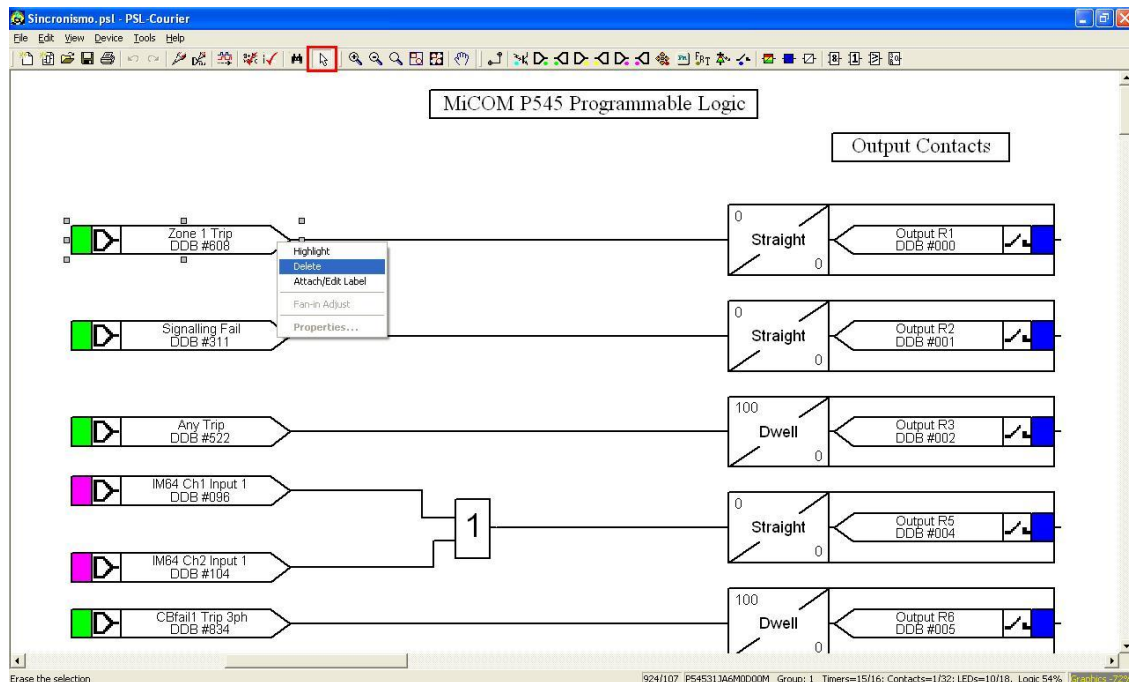 Sincronismo.psl - PSL-Courier
File Edit View Device Tools Help
MiCOM P545 Programmable Logic
Output Contacts
Zone 1 Trip
DDB #608
Highlight
Delete
Attach/Edit Label
Fan-in Adjust
Properties...
0
Straight
0
Output R1
DDB #000
Signalling Fail
DDB #311
0
Straight
0
Output R2
DDB #001
Any Trip
DDB #522
100
Dwell
0
Output R3
DDB #002
IM64 Ch1 Input 1
DDB #096
1
0
Straight
0
Output R5
DDB #004
IM64 Ch2 Input 1
DDB #104
CBfail1 Trip 3ph
DDB #834
100
Dwell
0
Output R6
DDB #005
Erase the selection
924/107 P54531JA6M0D00M Group: 1 Timers=15/16; Contacts=1/32; LEDs=10/18, Logic 54% Graphics -72%